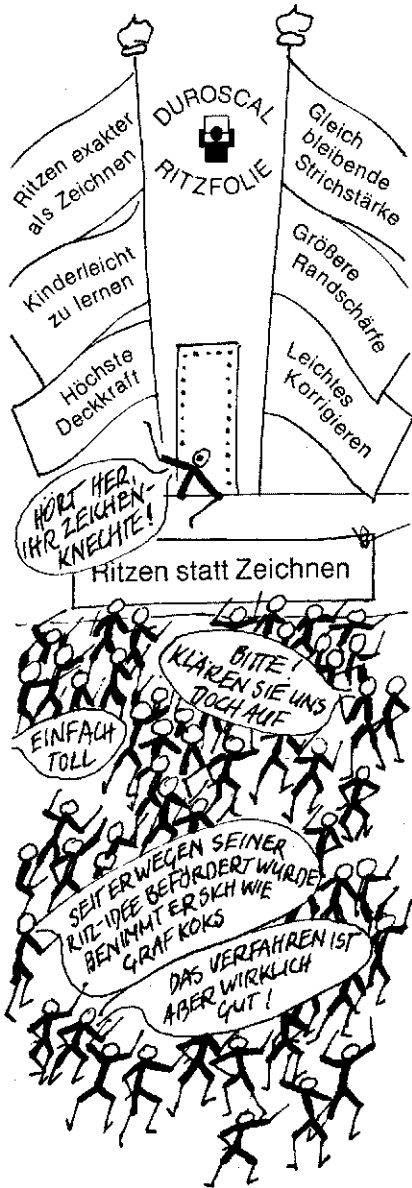 DUROSCAL
RITZFOLIE
Ritzen exakter
als Zeichnen
Kinderleicht
zu lernen
Höchste
Deckkraft
Gleich
bleibende
Strichstärke
Größere
Randschärfe
Leichtes
Korrigieren
HÖRT HER,
IHR ZEICHEN-
KNECHTE!
Ritzen statt Zeichnen
BITTE!
KLÄREN SIE UNS
DOCH AUF
EINFACH
TOLL
SEIT ER WEGEN SEINER
RITZ-IDEE BEFÖRDERT WURDE
BENIMMT ER SICH WIE
GRAF KOKS
DAS VERFAHREN IST
ABER WIRKLICH
GUT!